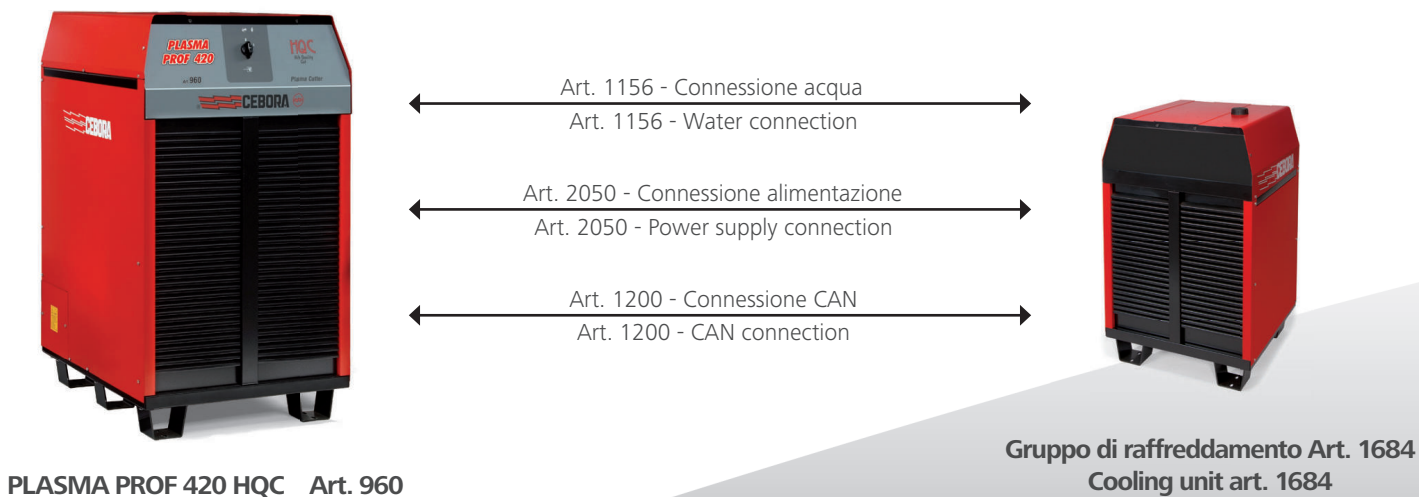 PLASMA
PROF 420
HQC
art. 960
Plasma Cutter
CEBORA
CEBORA
Art. 1156 - Connessione acqua
Art. 1156 - Water connection
Art. 2050 - Connessione alimentazione
Art. 2050 - Power supply connection
Art. 1200 - Connessione CAN
Art. 1200 - CAN connection
CEBORA
PLASMA PROF 420 HQC Art. 960
Gruppo di raffreddamento Art. 1684
Cooling unit art. 1684